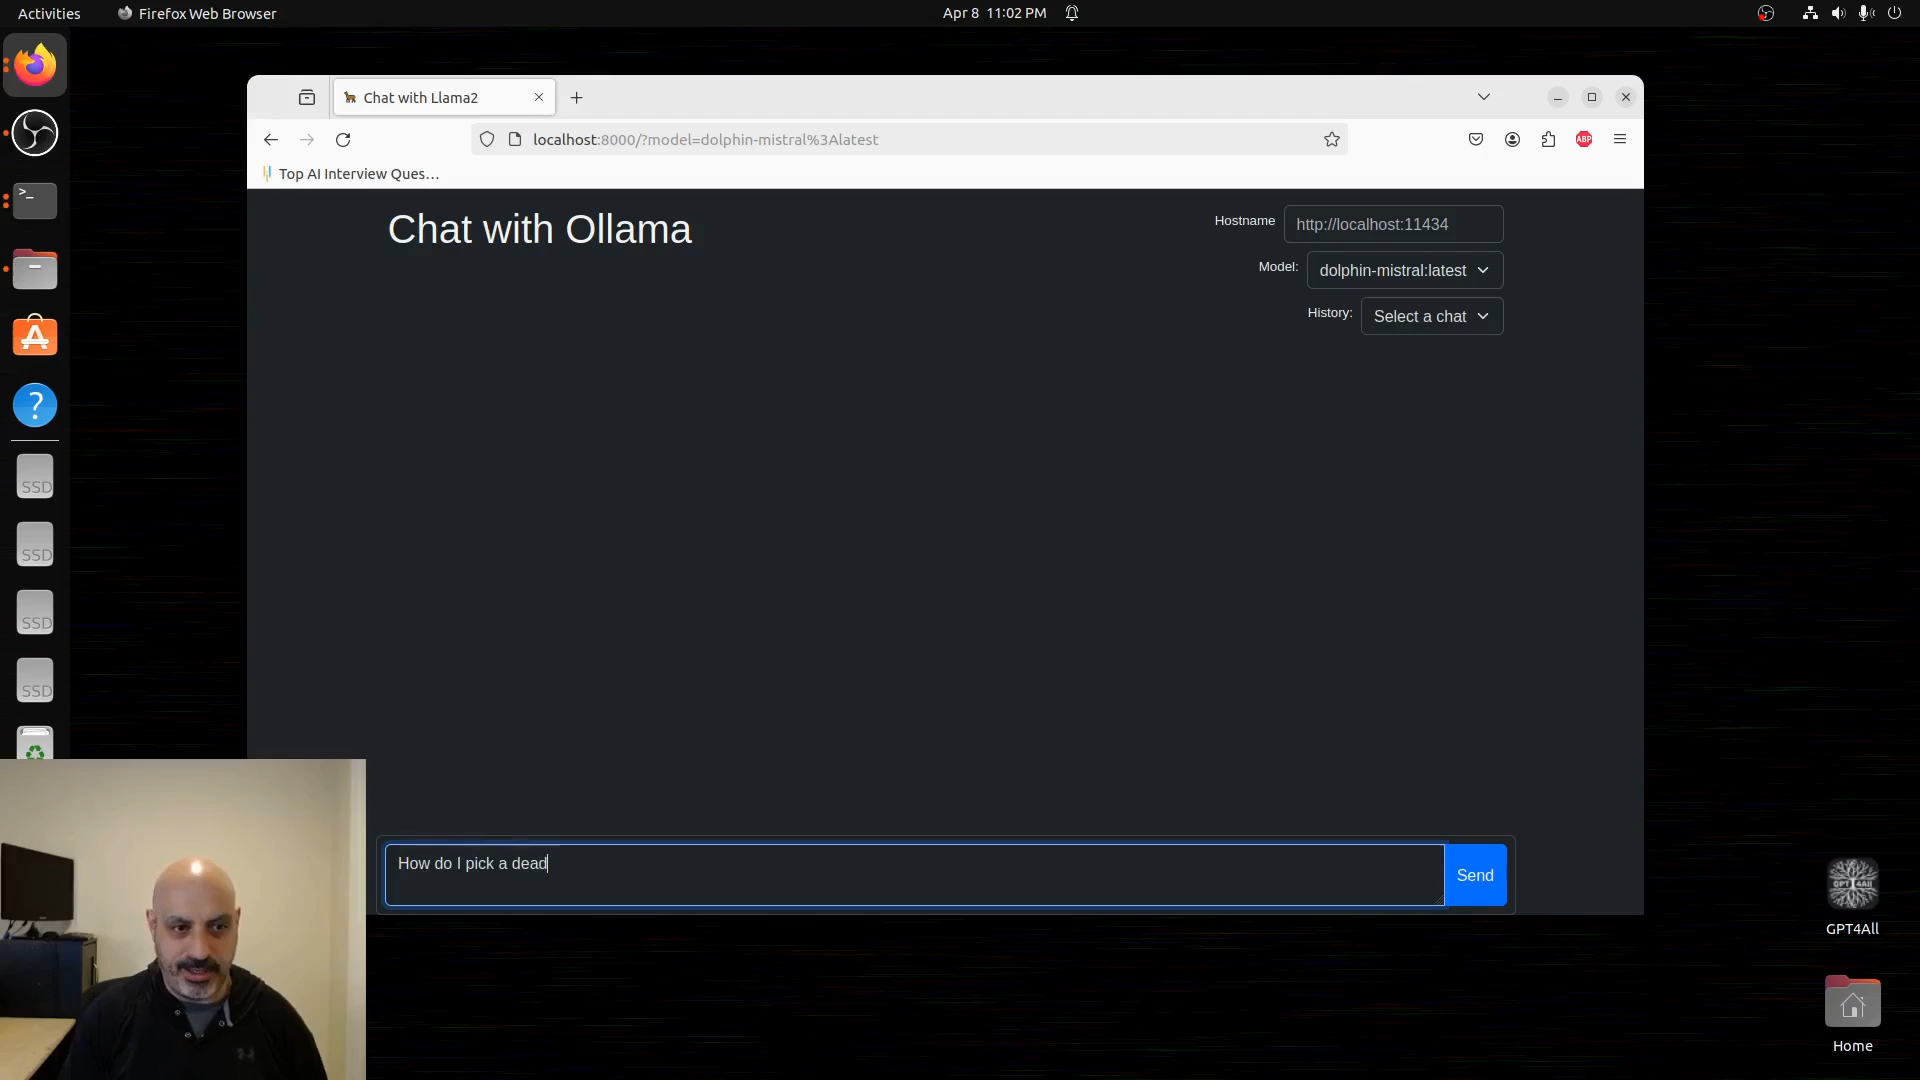 Activities
Firefox Web Browser
Apr 8 11:02 PM
Chat with Llama2
localhost:8000/?model=dolphin-mistral%3Alatest
ABP
Top AI Interview Ques…
Chat with Ollama
Hostname
http://localhost:11434
Model:
dolphin-mistral:latest
History:
Select a chat
SSD
SSD
SSD
SSD
How do I pick a dead
Send
GPT4All
GPT4All
Home